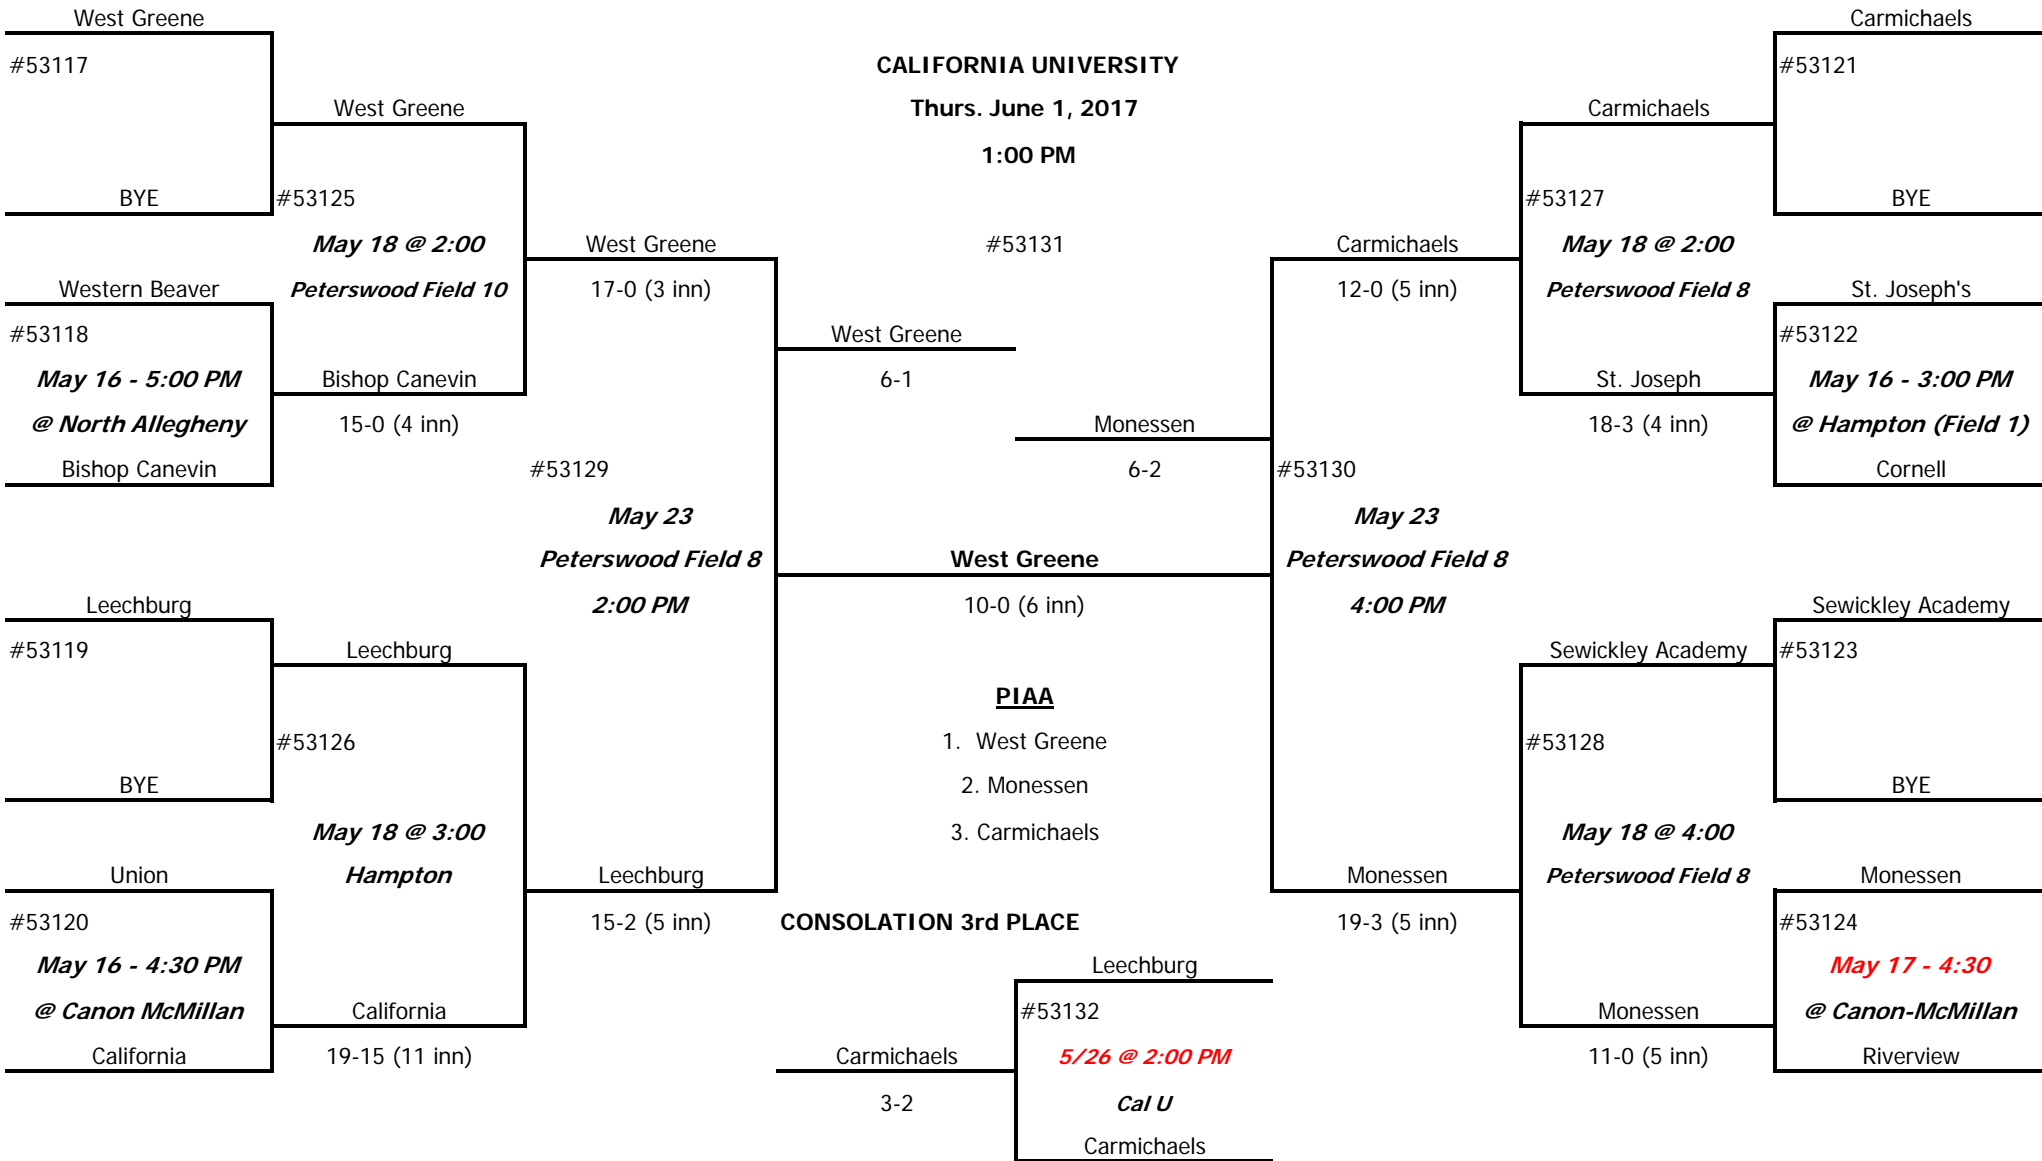 West Greene
#53117
BYE
Western Beaver
#53118
May 16 - 5:00 PM
@ North Allegheny
Bishop Canevin
Leechburg
#53119
BYE
Union
#53120
May 16 - 4:30 PM
@ Canon McMillan
California
West Greene
#53125
May 18 @ 2:00
Peterswood Field 10
Bishop Canevin
15-0 (4 inn)
Leechburg
#53126
May 18 @ 3:00
Hampton
California
19-15 (11 inn)
West Greene
17-0 (3 inn)
#53129
May 23
Peterswood Field 8
2:00 PM
Leechburg
15-2 (5 inn)
CALIFORNIA UNIVERSITY
Thurs. June 1, 2017
1:00 PM
#53131
West Greene
6-1
Monessen
6-2
West Greene
10-0 (6 inn)
PIAA
1. West Greene
2. Monessen
3. Carmichaels
CONSOLATION 3rd PLACE
Leechburg
#53132
5/26 @ 2:00 PM
Cal U
Carmichaels
Carmichaels
3-2
Carmichaels
12-0 (5 inn)
#53130
May 23
Peterswood Field 8
4:00 PM
Monessen
19-3 (5 inn)
Carmichaels
#53127
May 18 @ 2:00
Peterswood Field 8
St. Joseph
18-3 (4 inn)
Sewickley Academy
#53128
May 18 @ 4:00
Peterswood Field 8
Monessen
11-0 (5 inn)
Carmichaels
#53121
BYE
St. Joseph's
#53122
May 16 - 3:00 PM
@ Hampton (Field 1)
Cornell
Sewickley Academy
#53123
BYE
Monessen
#53124
May 17 - 4:30
@ Canon-McMillan
Riverview